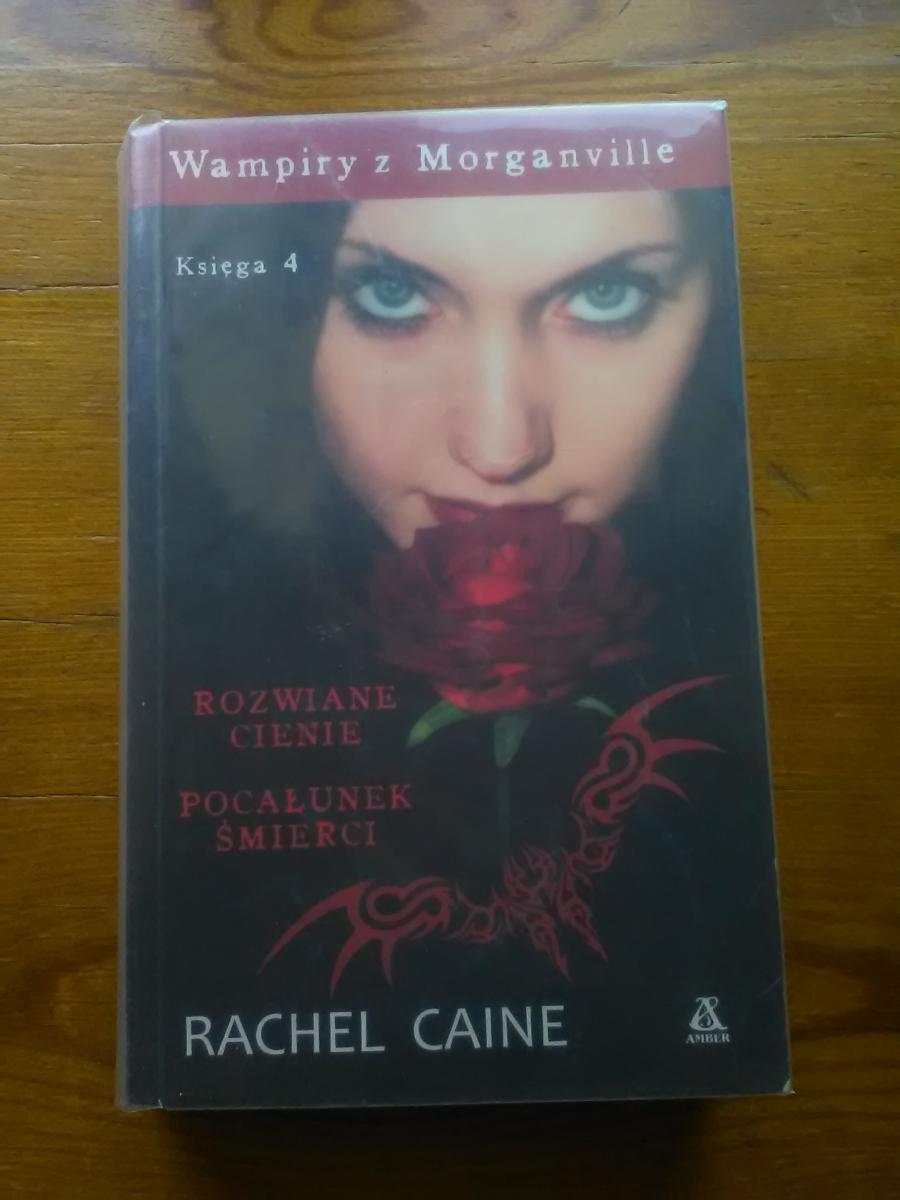 Wampiry z Morganville
Księga 4
ROZWIANE
CIENIE
POCAŁUNEK
ŚMIERCI
RACHEL CAINE
AMBER